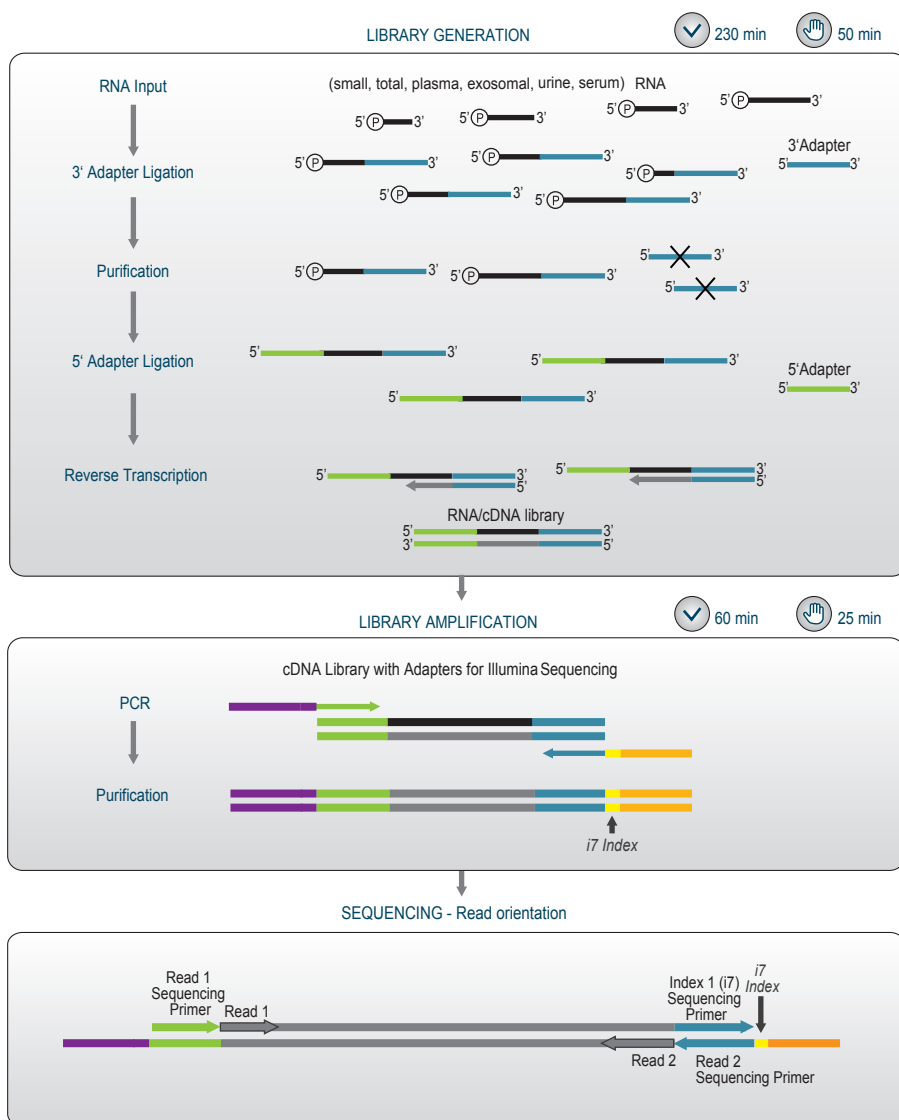 LIBRARY GENERATION
230 min
50 min
RNA Input
(small, total, plasma, exosomal, urine, serum) RNA
5’ P 3’
5’ P 3’
5’ P 3’
5’ P 3’
3‘ Adapter Ligation
3’Adapter
5’ 3’
5’ P 3’
5’ P 3’
5’ P 3’
5’ P 3’
5’ P 3’
Purification
5’ P 3’
5’ P 3’
5’ 3’
5’ 3’
5‘ Adapter Ligation
5’ 3’
5’ 3’
5’ 3’
5’Adapter
5’ 3’
Reverse Transcription
5’ 3’
5’
5’ 3’
5’
RNA/cDNA library
5’ 3’
3’ 5’
LIBRARY AMPLIFICATION
60 min
25 min
cDNA Library with Adapters for Illumina Sequencing
PCR
Purification
i7 Index
SEQUENCING - Read orientation
Read 1
Sequencing
Primer
Read 1
Index 1 (i7)
Sequencing
Primer
i7
Index
Read 2
Read 2
Sequencing Primer